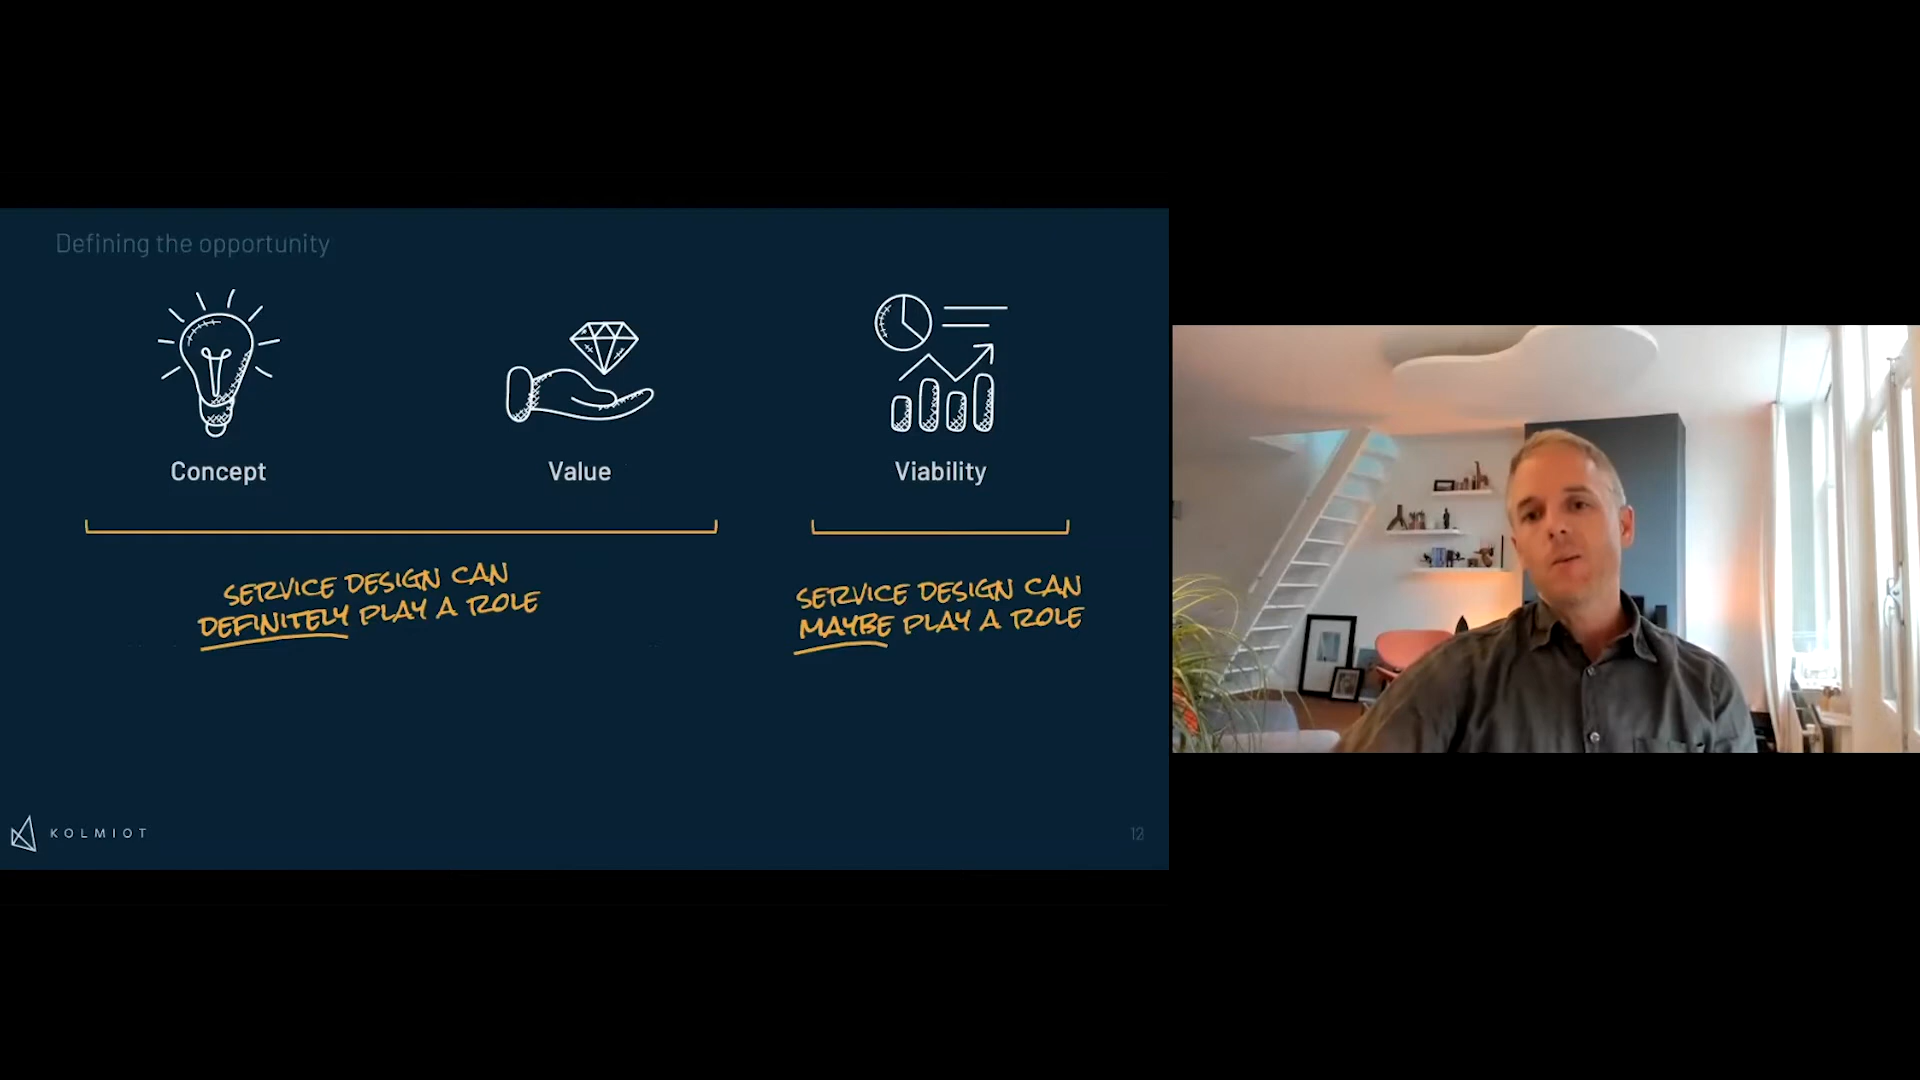 Defining the opportunity
Concept
Value
Viability
SERVICE DESIGN CAN
DEFINITELY PLAY A ROLE
SERVICE DESIGN CAN
MAYBE PLAY A ROLE
KOLMIOT
12